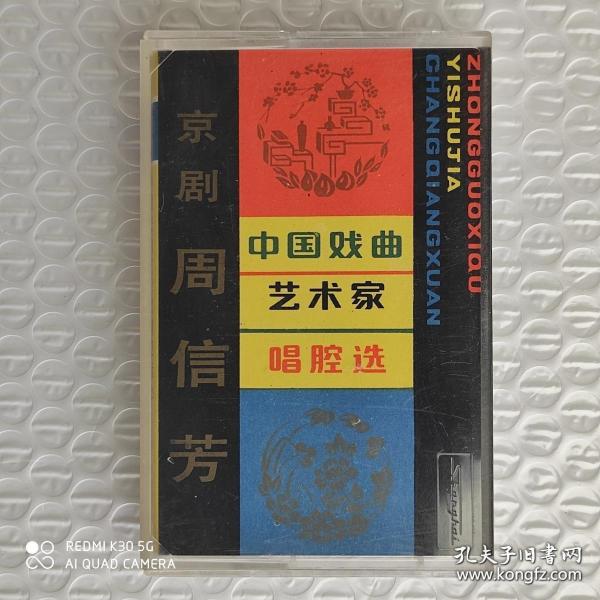 京剧周信芳
中国戏曲
艺术家
唱腔选
ZHONGGUOXIQU
YISHUJIA
CHANGQIANGXUAN
Shanghai
REDMI K30 5G
AI QUAD CAMERA
孔夫子旧书网
www.kongfz.com